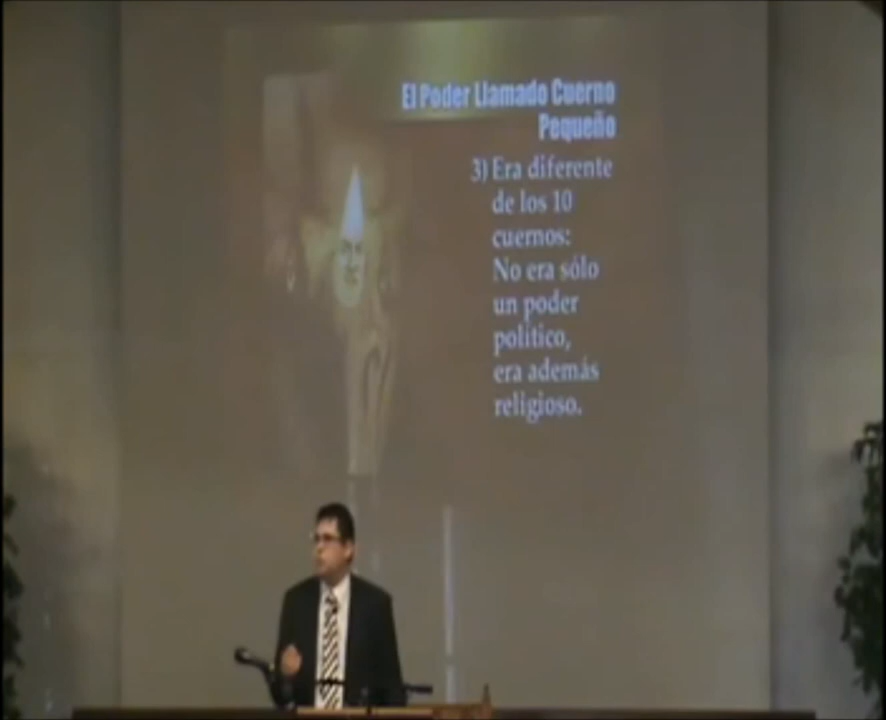 El Poder Llamado Cuerno
Pequeño
3) Era diferente
de los 10
cuernos:
No era sólo
un poder
político,
era además
religioso.